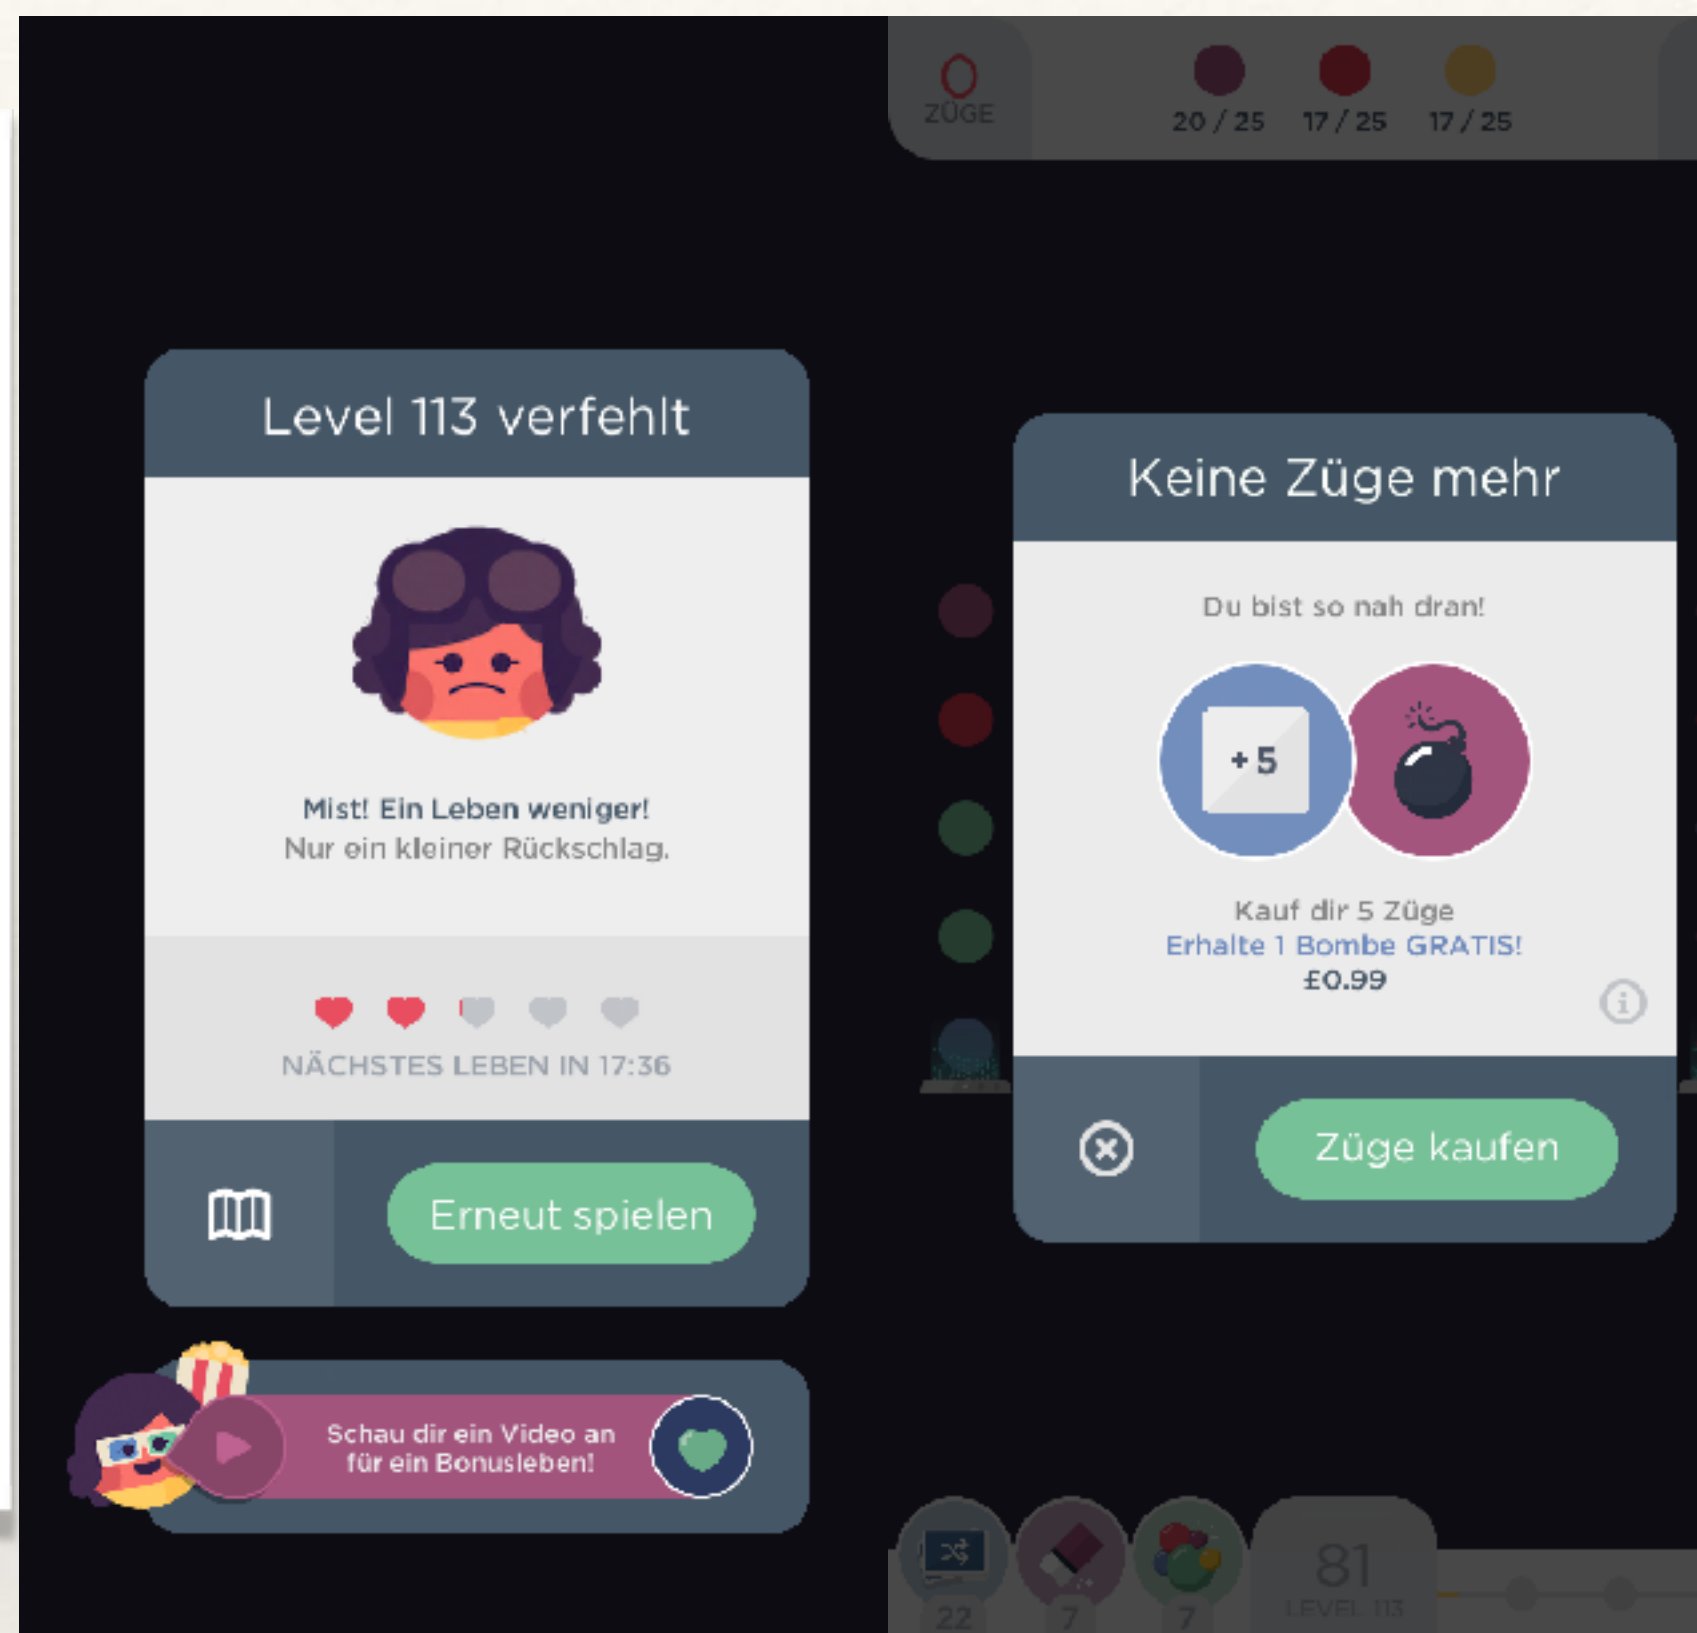 Level 113 verfehlt
Mist! Ein Leben weniger!
Nur ein kleiner Rückschlag.
NÄCHSTES LEBEN IN 17:36
Erneut spielen
Schau dir ein Video an
für ein Bonusleben!
0
ZÜGE
20 / 25 17 / 25 17 / 25
Keine Züge mehr
Du bist so nah dran!
+5
Kauf dir 5 Züge
Erhalte 1 Bombe GRATIS!
£0.99
Züge kaufen
22 7 7
81
LEVEL 113